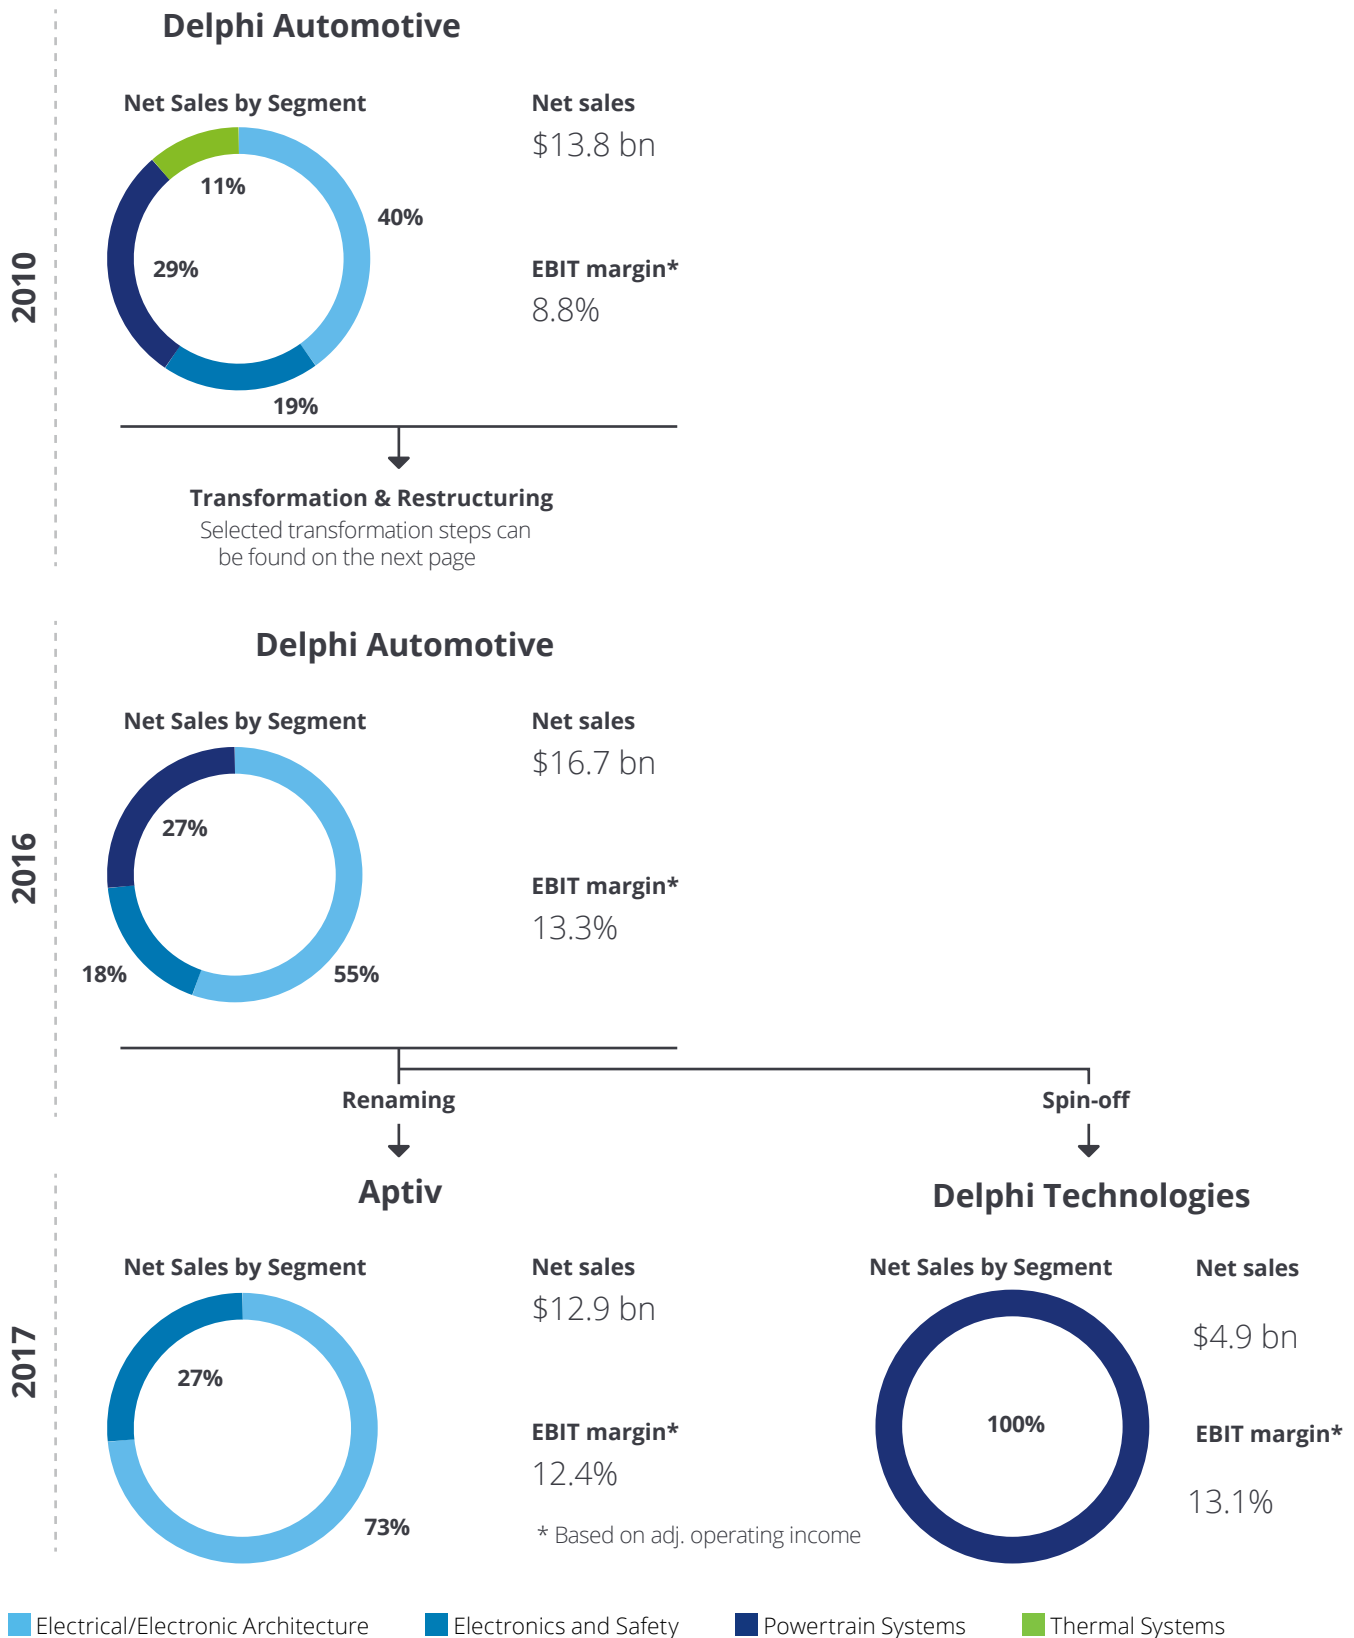 Delphi Automotive
2010
Net Sales by Segment
11%
40%
29%
19%
Net sales
$13.8 bn
EBIT margin*
8.8%
Transformation & Restructuring
Selected transformation steps can
be found on the next page
Delphi Automotive
2016
Net Sales by Segment
27%
18%
55%
Net sales
$16.7 bn
EBIT margin*
13.3%
Renaming
Spin-off
2017
Aptiv
Net Sales by Segment
27%
73%
Net sales
$12.9 bn
EBIT margin*
12.4%
* Based on adj. operating income
Delphi Technologies
Net Sales by Segment
100%
Net sales
$4.9 bn
EBIT margin*
13.1%
Electrical/Electronic Architecture
Electronics and Safety
Powertrain Systems
Thermal Systems